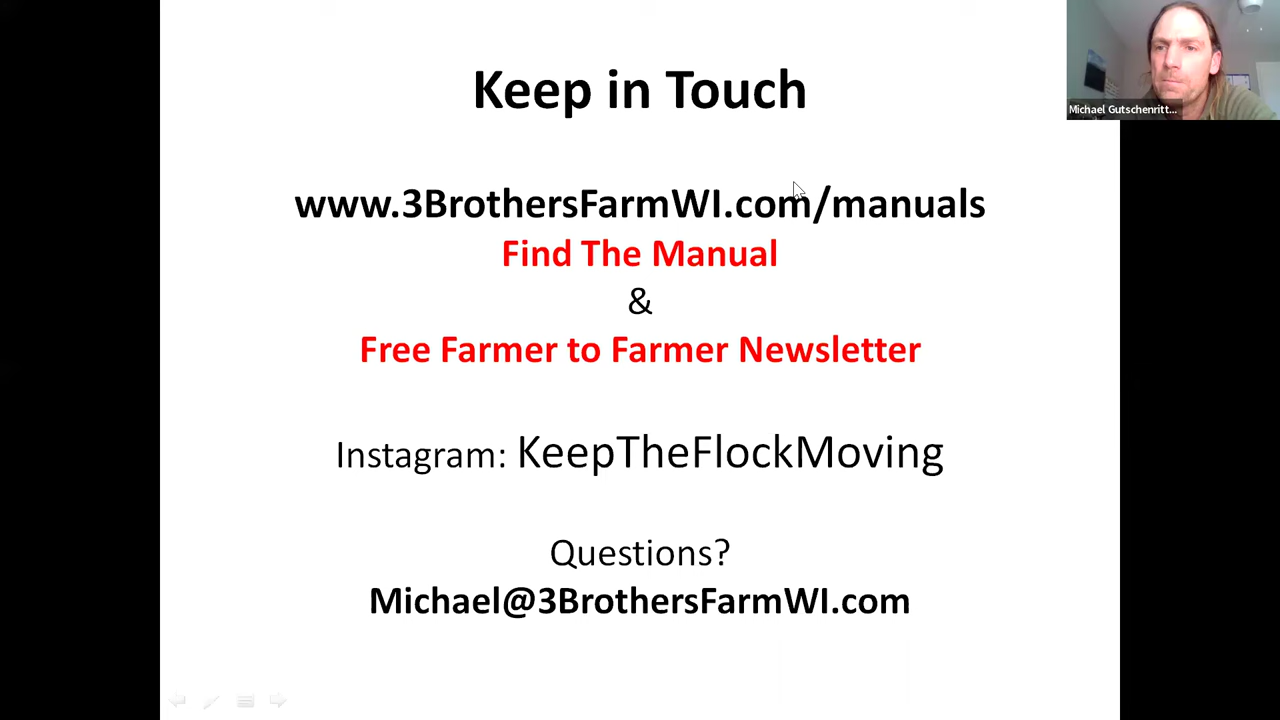 Keep in Touch
Michael Gutschenritt...
www.3BrothersFarmWI.com/manuals
Find The Manual
&
Free Farmer to Farmer Newsletter
Instagram: KeepTheFlockMoving
Questions?
Michael@3BrothersFarmWI.com